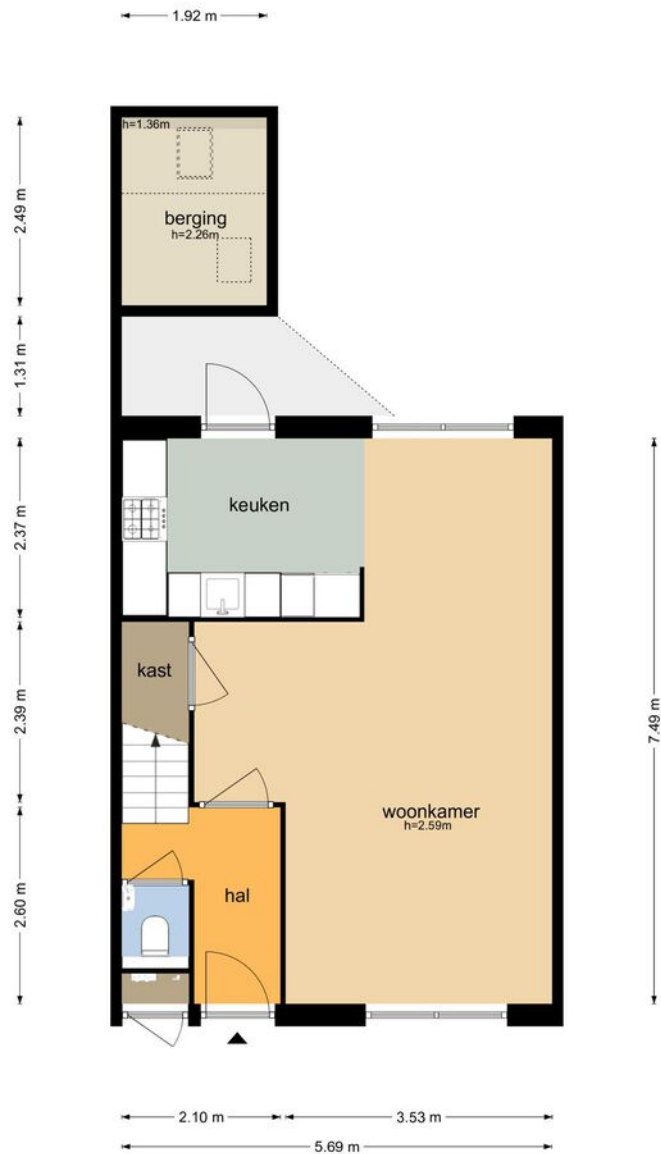 1.92 m
h=1.36m
2.49 m
berging
h=2.26m
1.31 m
2.37 m
keuken
kast
2.39 m
7.49 m
woonkamer
h=2.59m
2.60 m
hal
2.10 m
3.53 m
5.69 m